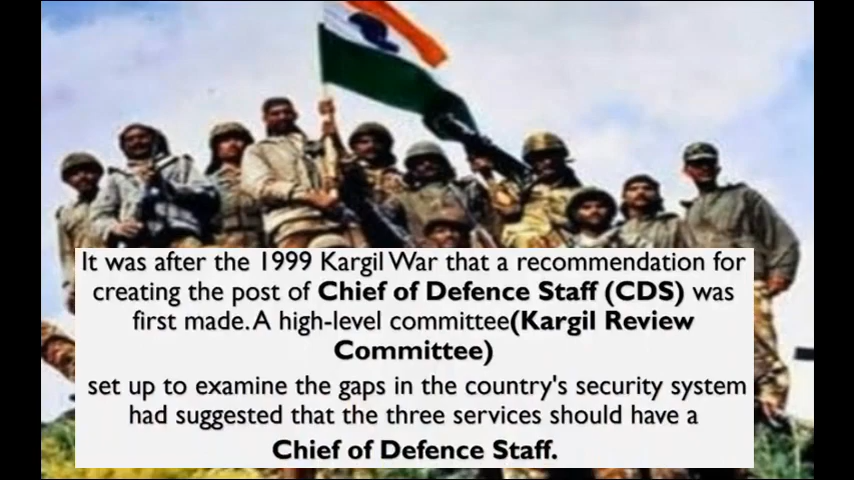 It was after the 1999 Kargil War that a recommendation for
creating the post of Chief of Defence Staff (CDS) was
first made. A high-level committee(Kargil Review
Committee)
set up to examine the gaps in the country's security system
had suggested that the three services should have a
Chief of Defence Staff.